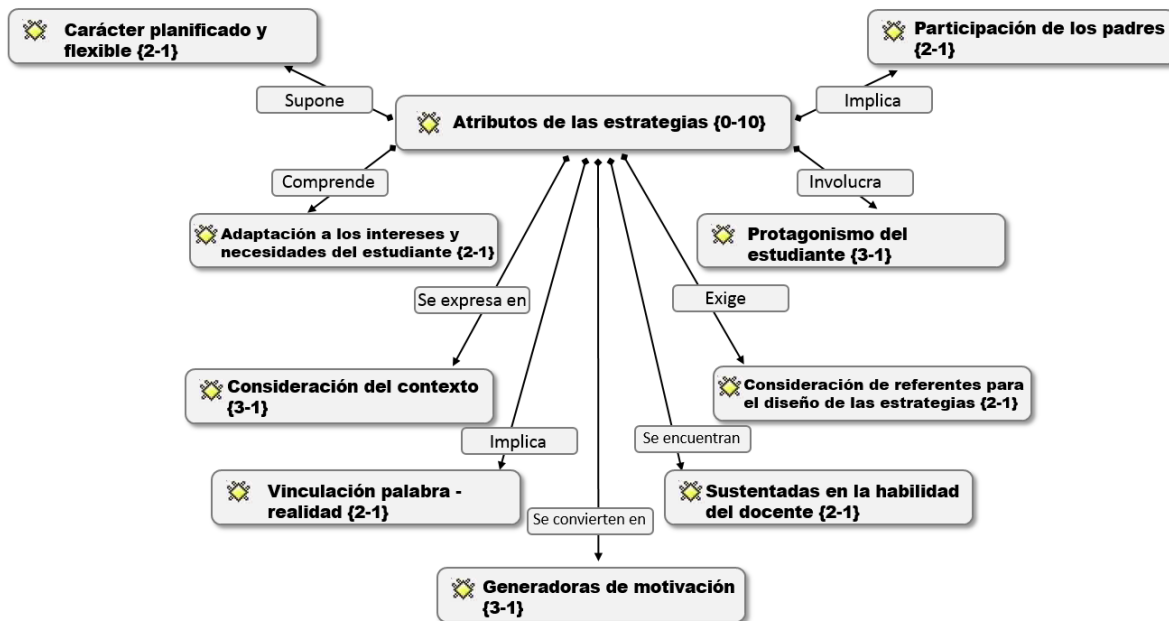 Carácter planificado y
flexible {2-1}
Participación de los padres
{2-1}
Supone
Implica
Atributos de las estrategias {0-10}
Comprende
Involucra
Adaptación a los intereses y
necesidades del estudiante {2-1}
Protagonismo del
estudiante {3-1}
Se expresa en
Exige
Consideración del contexto
{3-1}
Consideración de referentes para
el diseño de las estrategias {2-1}
Implica
Se encuentran
Vinculación palabra -
realidad {2-1}
Sustentadas en la habilidad
del docente {2-1}
Se convierten en
Generadoras de motivación
{3-1}